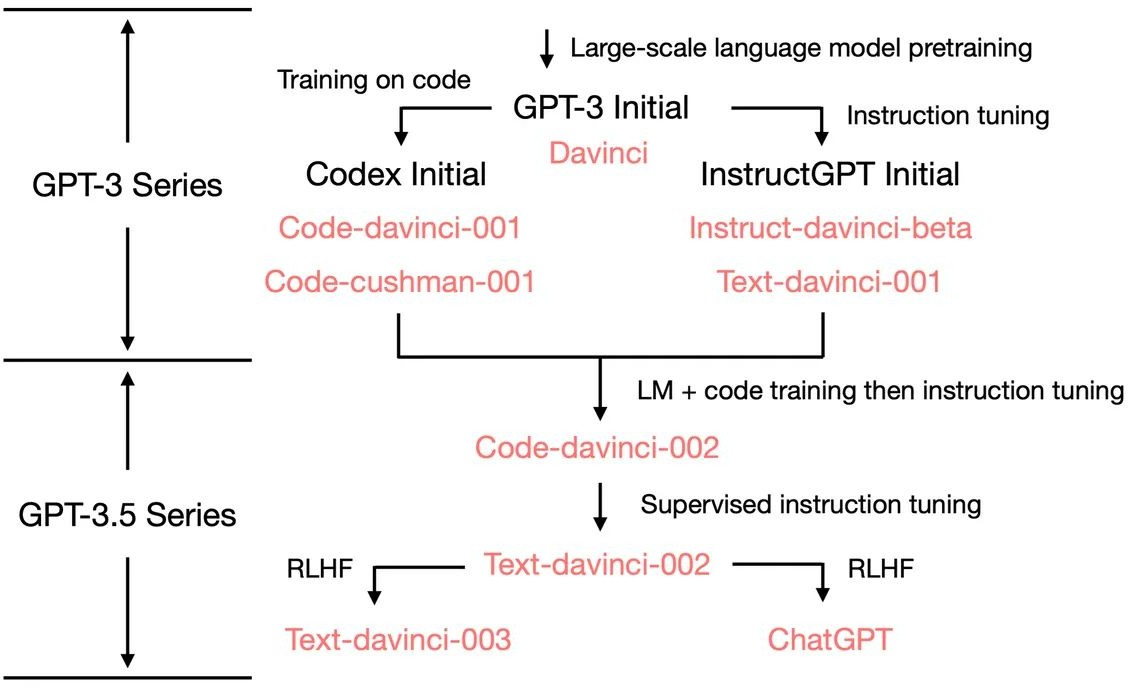 Large-scale language model pretraining
Training on code
GPT-3 Initial
Instruction tuning
Davinci
GPT-3 Series
Codex Initial
InstructGPT Initial
Code-davinci-001
Instruct-davinci-beta
Code-cushman-001
Text-davinci-001
LM + code training then instruction tuning
Code-davinci-002
GPT-3.5 Series
Supervised instruction tuning
RLHF
Text-davinci-002
RLHF
Text-davinci-003
ChatGPT